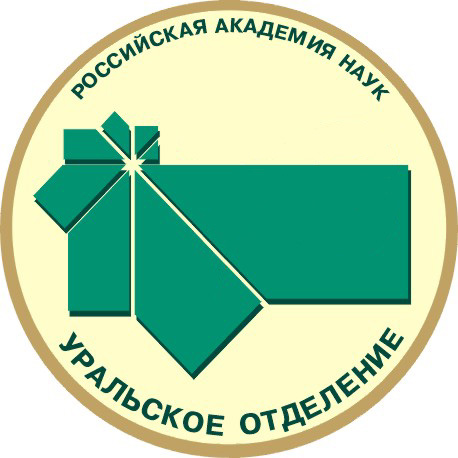 РОССИЙСКАЯ АКАДЕМИЯ НАУК
УРАЛЬСКОЕ ОТДЕЛЕНИЕ